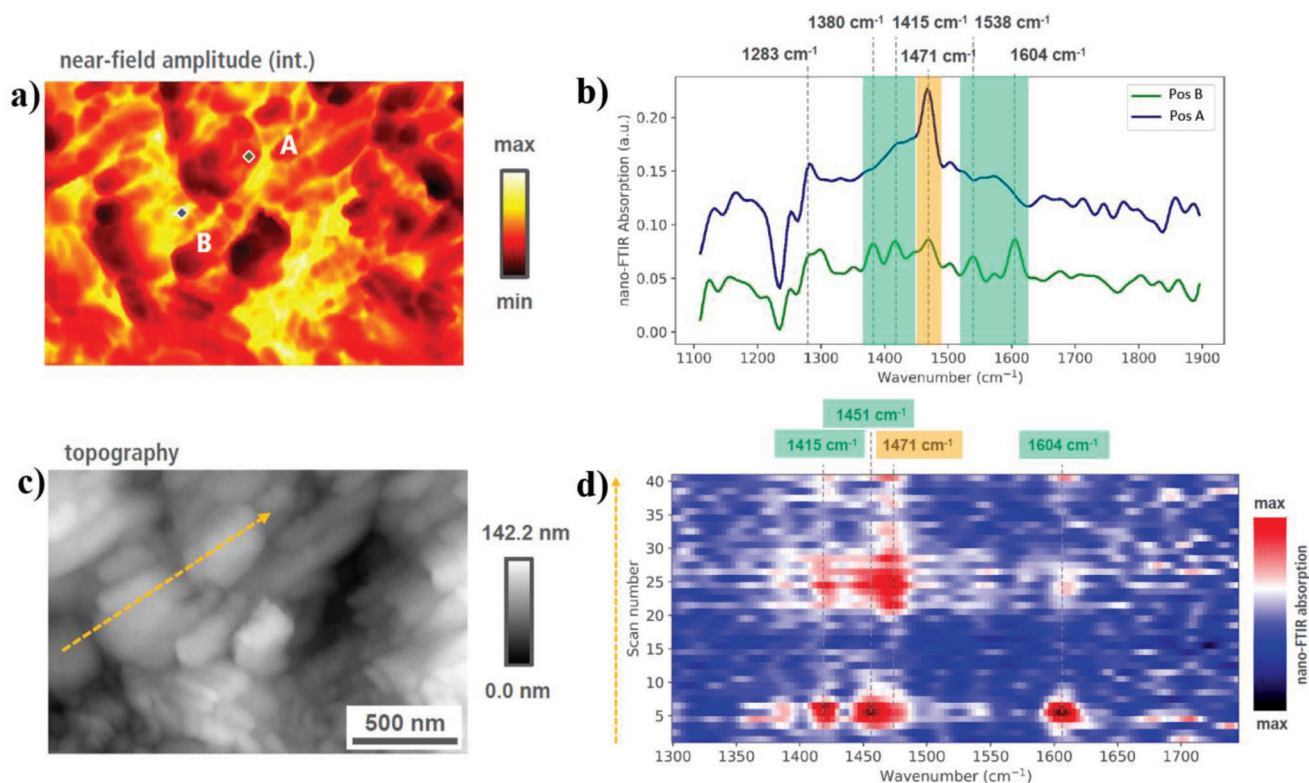 near-field amplitude (int.)
a)
A
B
max
min
b)
1380 cm⁻¹ 1415 cm⁻¹ 1538 cm⁻¹
1283 cm⁻¹ 1471 cm⁻¹ 1604 cm⁻¹
Pos B
Pos A
nano-FTIR Absorption (a.u.)
0.20
0.15
0.10
0.05
0.00
1100 1200 1300 1400 1500 1600 1700 1800 1900
Wavenumber (cm⁻¹)
topography
c)
142.2 nm
0.0 nm
500 nm
d)
1451 cm⁻¹
1415 cm⁻¹ 1471 cm⁻¹ 1604 cm⁻¹
Scan number
40
35
30
25
20
15
10
5
1300 1350 1400 1450 1500 1550 1600 1650 1700
Wavenumber (cm⁻¹)
max
nano-FTIR absorption
max